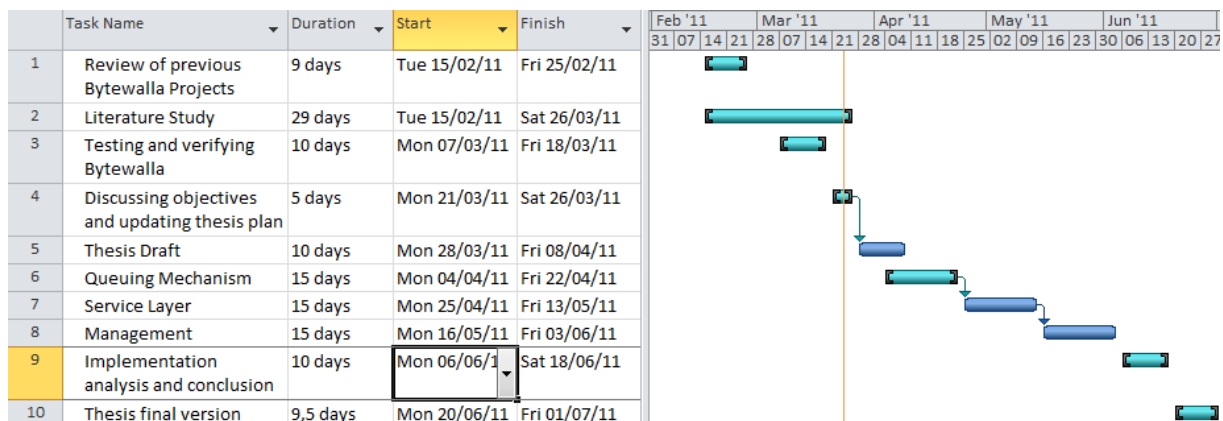 Task Name Duration Start Finish Feb '11 Mar '11 Apr '11 May '11 Jun '11
31 07 14 21 28 07 14 21 28 04 11 18 25 02 09 16 23 30 06 13 20 27
1 Review of previous 9 days Tue 15/02/11 Fri 25/02/11
Bytewalla Projects
2 Literature Study 29 days Tue 15/02/11 Sat 26/03/11
3 Testing and verifying 10 days Mon 07/03/11 Fri 18/03/11
Bytewalla
4 Discussing objectives 5 days Mon 21/03/11 Sat 26/03/11
and updating thesis plan
5 Thesis Draft 10 days Mon 28/03/11 Fri 08/04/11
6 Queuing Mechanism 15 days Mon 04/04/11 Fri 22/04/11
7 Service Layer 15 days Mon 25/04/11 Fri 13/05/11
8 Management 15 days Mon 16/05/11 Fri 03/06/11
9 Implementation 10 days Mon 06/06/1 Sat 18/06/11
analysis and conclusion
10 Thesis final version 9,5 days Mon 20/06/11 Fri 01/07/11